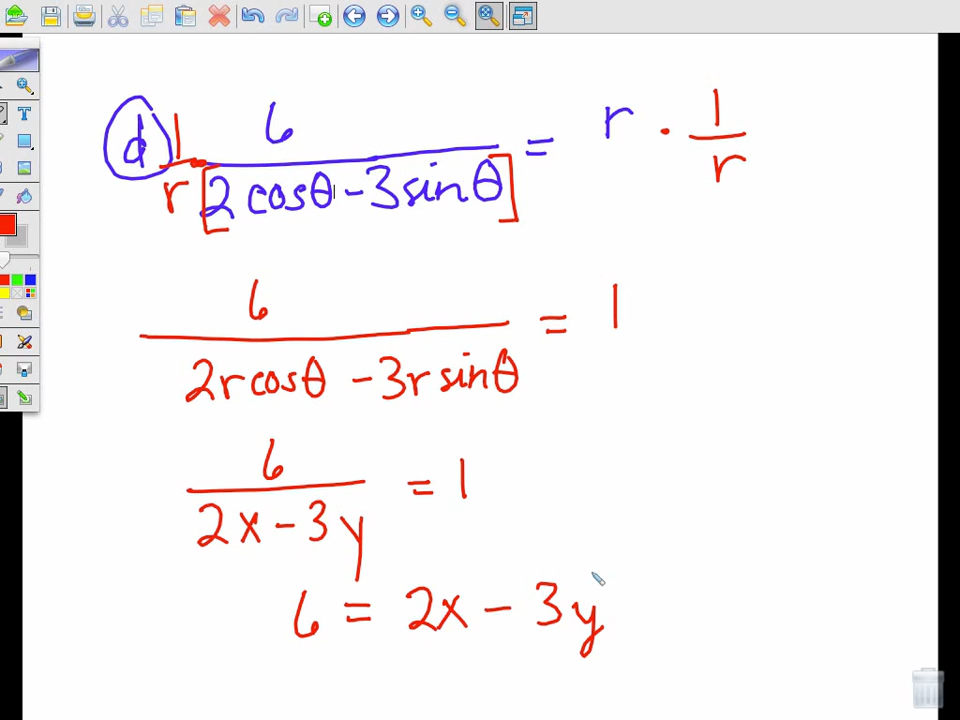 d 1/r · 6/[2cosθ - 3sinθ] = r · 1/r
6/(2rcosθ - 3rsinθ) = 1
6/(2x - 3y) = 1
6 = 2x - 3y